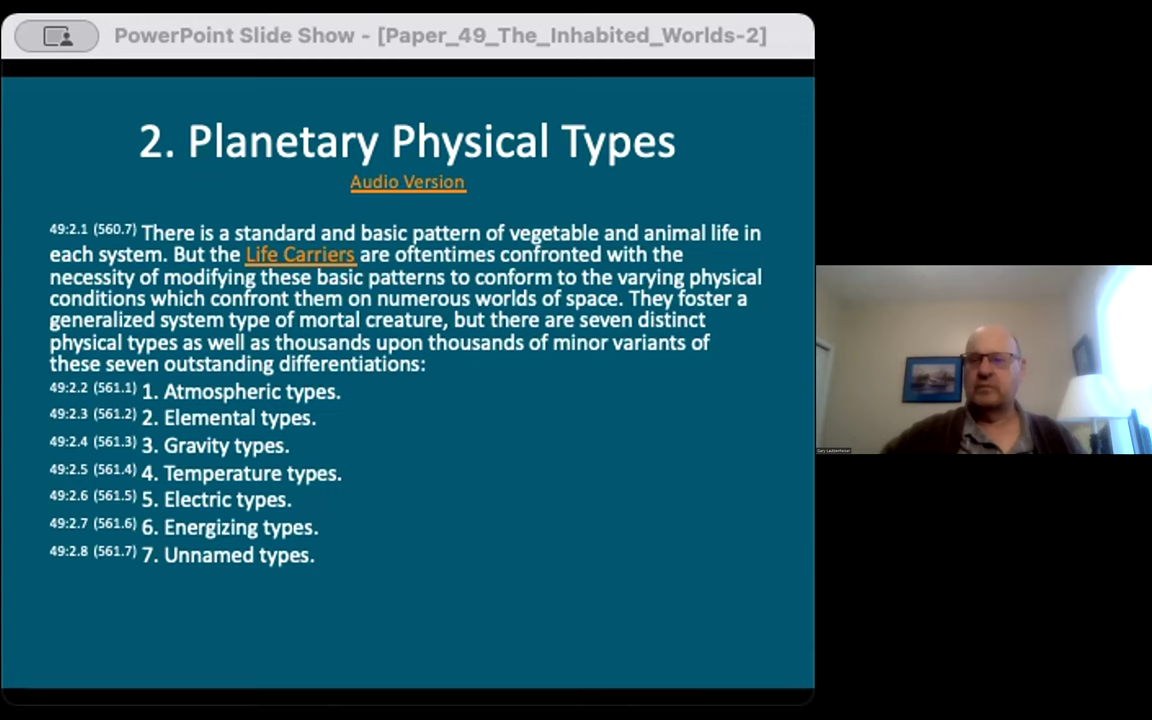 PowerPoint Slide Show - [Paper_49_The_Inhabited_Worlds-2]
2. Planetary Physical Types
Audio Version
49:2.1 (560.7) There is a standard and basic pattern of vegetable and animal life in
each system. But the Life Carriers are oftentimes confronted with the
necessity of modifying these basic patterns to conform to the varying physical
conditions which confront them on numerous worlds of space. They foster a
generalized system type of mortal creature, but there are seven distinct
physical types as well as thousands upon thousands of minor variants of
these seven outstanding differentiations:
49:2.2 (561.1) 1. Atmospheric types.
49:2.3 (561.2) 2. Elemental types.
49:2.4 (561.3) 3. Gravity types.
49:2.5 (561.4) 4. Temperature types.
49:2.6 (561.5) 5. Electric types.
49:2.7 (561.6) 6. Energizing types.
49:2.8 (561.7) 7. Unnamed types.